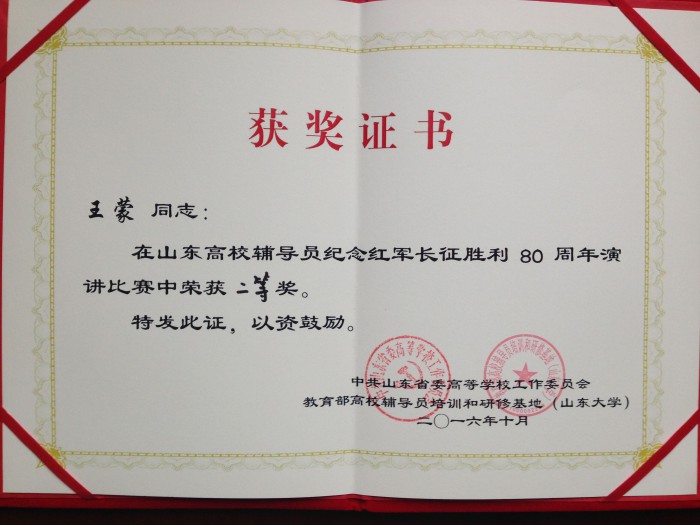 获奖证书
王蒙 同志：
在山东高校辅导员纪念红军长征胜利 80 周年演
讲比赛中荣获 二等 奖。
特发此证，以资鼓励。
中共山东省委高等学校工作委员会
教育部高校辅导员培训和研修基地（山东大学）
二〇一六年十月